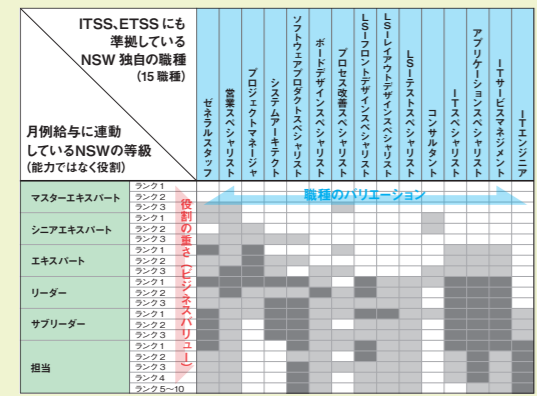 ITSS、ETSSにも
準拠している
NSW 独自の職種
(15 職種)
月例給与に連動
しているNSWの等級
(能力ではなく役割)
ゼネラルスタッフ
営業スペシャリスト
プロジェクトマネージャ
システムアーキテクト
ソフトウェアプロダクトスペシャリスト
ボードデザインスペシャリスト
プロセス改善スペシャリスト
LSIフロントデザインスペシャリスト
LSIレイアウトデザインスペシャリスト
LSIテストスペシャリスト
コンサルタント
ITスペシャリスト
アプリケーションスペシャリスト
ITサービスマネジメント
ITエンジニア
職種のバリエーション
役割の重さ(ビジネスバリュー)
マスターエキスパート
ランク1
ランク2
ランク3
シニアエキスパート
ランク1
ランク2
ランク3
エキスパート
ランク1
ランク2
ランク3
リーダー
ランク1
ランク2
ランク3
サブリーダー
ランク1
ランク2
ランク3
担当
ランク1
ランク2
ランク3
ランク4
ランク5〜10